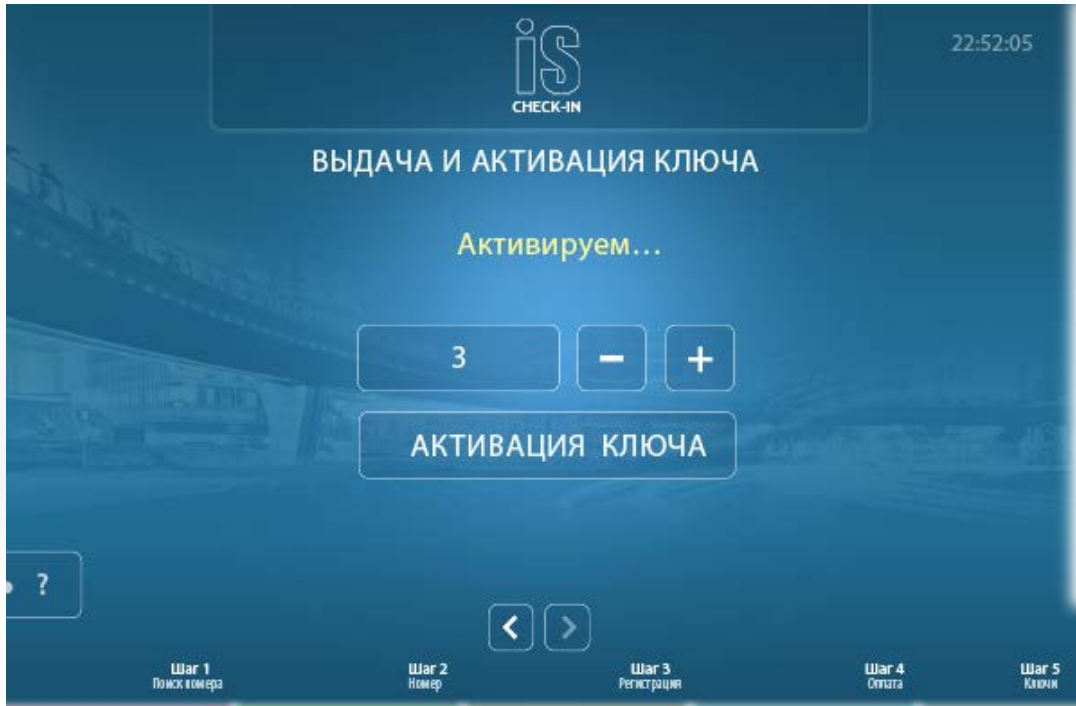 iS
CHECK-IN
22:52:05
ВЫДАЧА И АКТИВАЦИЯ КЛЮЧА
Активируем...
3 - +
АКТИВАЦИЯ КЛЮЧА
?
< >
Шаг 1 Шаг 2 Шаг 3 Шаг 4 Шаг 5
Поиск номера Номер Регистрация Оплата Ключи